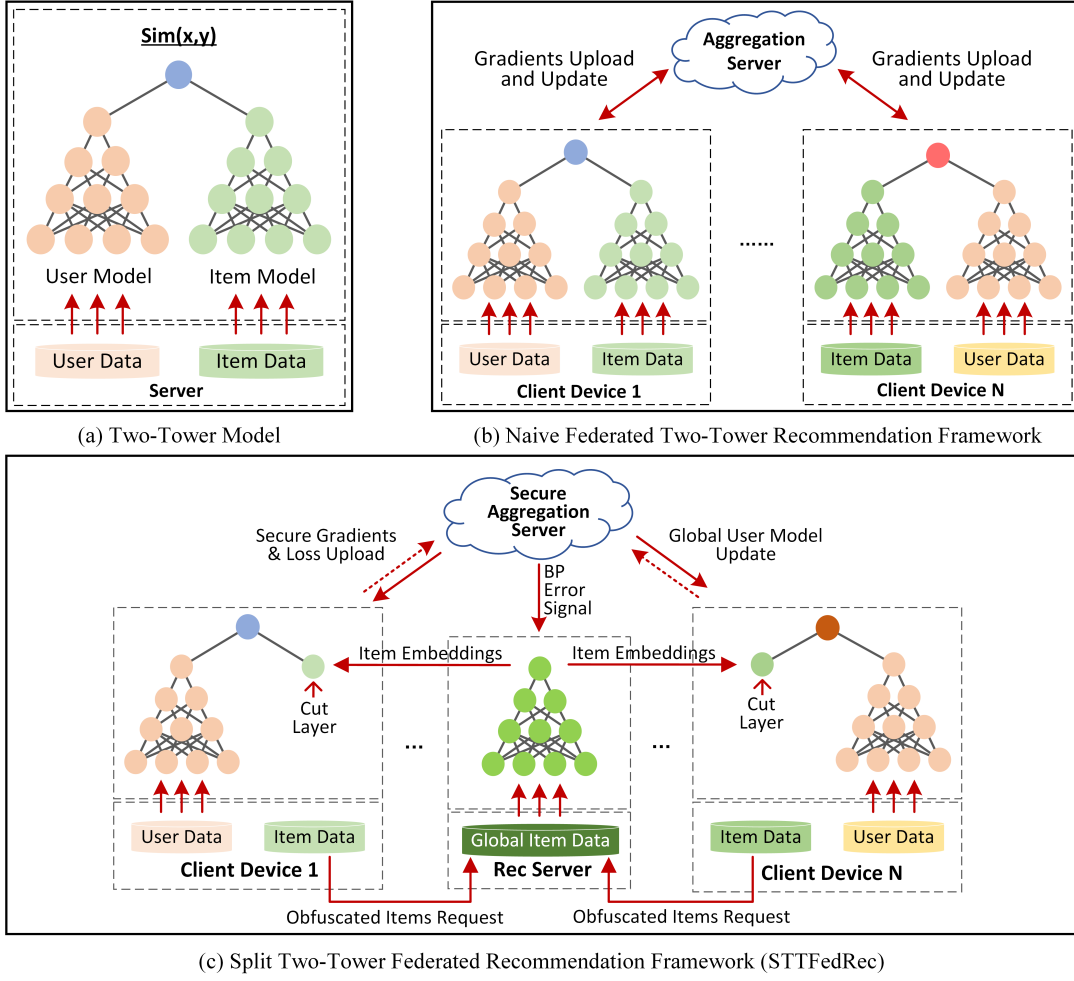 Sim(x,y)
User Model
Item Model
User Data
Item Data
Server
(a) Two-Tower Model
Aggregation
Server
Gradients Upload
and Update
Gradients Upload
and Update
......
User Data
Item Data
Client Device 1
Item Data
User Data
Client Device N
(b) Naive Federated Two-Tower Recommendation Framework
Secure
Aggregation
Server
Secure Gradients
& Loss Upload
Global User Model
Update
BP
Error
Signal
Item Embeddings
Item Embeddings
Cut
Layer
Cut
Layer
...
...
User Data
Item Data
Client Device 1
Global Item Data
Rec Server
Item Data
User Data
Client Device N
Obfuscated Items Request
Obfuscated Items Request
(c) Split Two-Tower Federated Recommendation Framework (STTFedRec)